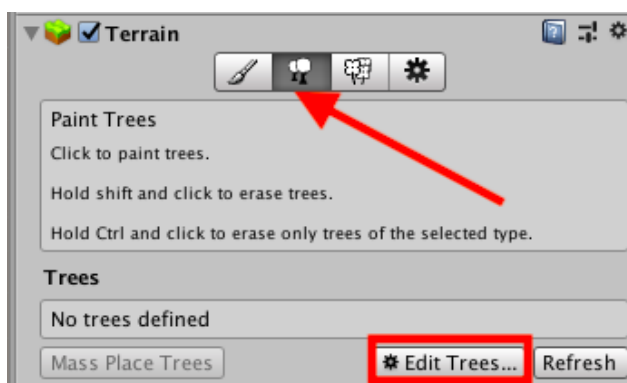 Terrain
Paint Trees
Click to paint trees.
Hold shift and click to erase trees.
Hold Ctrl and click to erase only trees of the selected type.
Trees
No trees defined
Mass Place Trees Edit Trees... Refresh